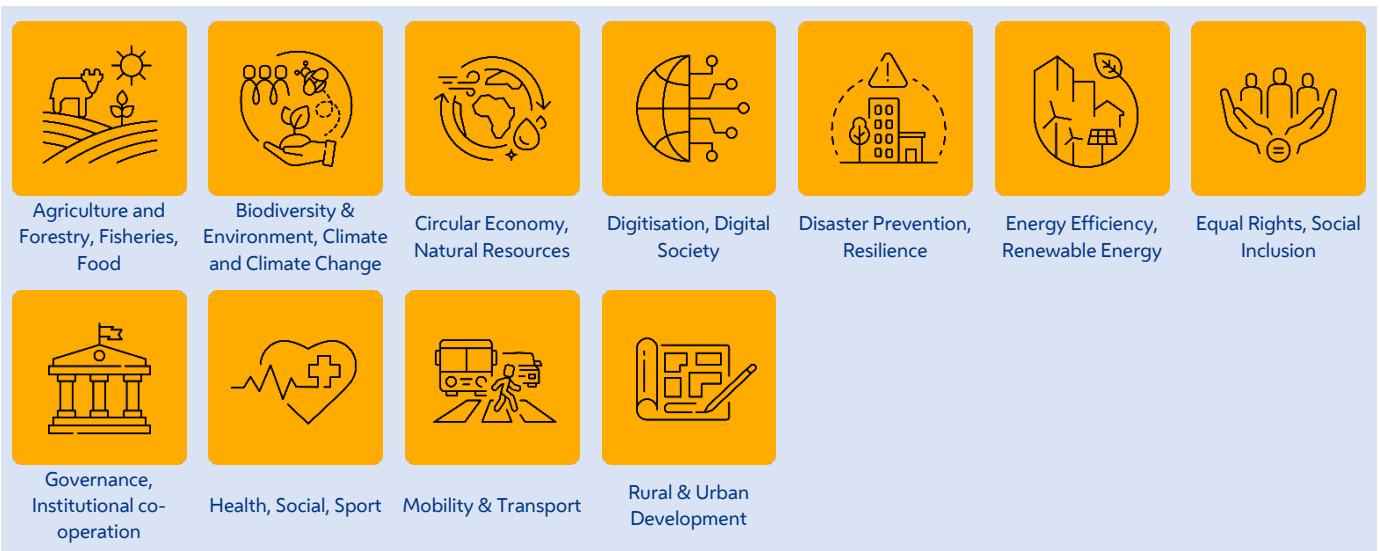 Agriculture and
Forestry, Fisheries,
Food
Biodiversity &
Environment, Climate
and Climate Change
Circular Economy,
Natural Resources
Digitisation, Digital
Society
Disaster Prevention,
Resilience
Energy Efficiency,
Renewable Energy
Equal Rights, Social
Inclusion
Governance,
Institutional co-
operation
Health, Social, Sport
Mobility & Transport
Rural & Urban
Development